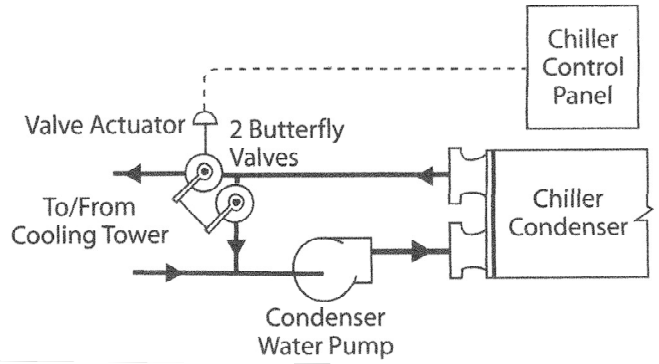 Chiller
Control
Panel
Valve Actuator
2 Butterfly
Valves
To/From
Cooling Tower
Chiller
Condenser
Condenser
Water Pump